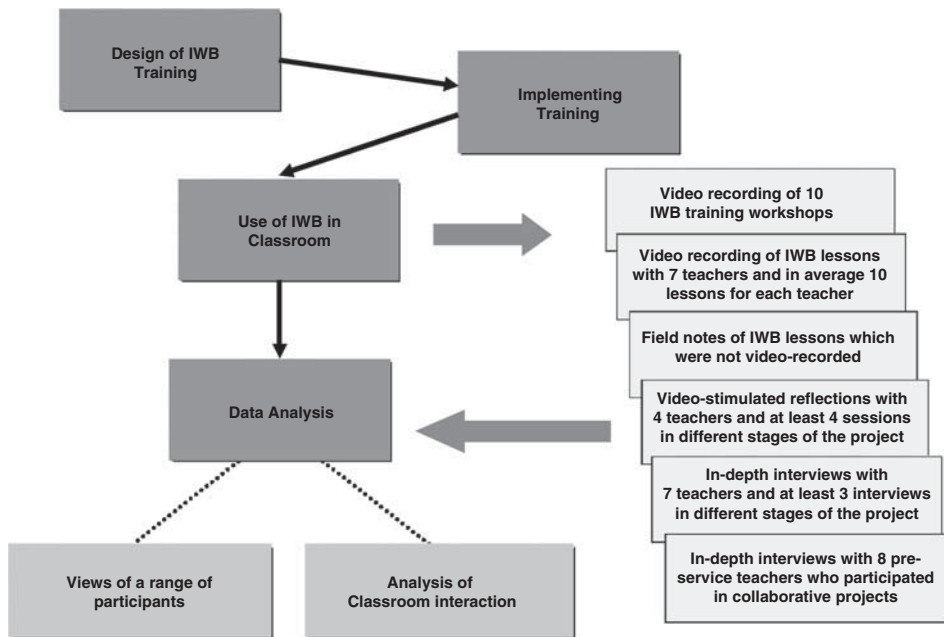 Design of IWB
Training
Implementing
Training
Use of IWB in
Classroom
Data Analysis
Views of a range of
participants
Analysis of
Classroom interaction
Video recording of 10
IWB training workshops
Video recording of IWB lessons
with 7 teachers and in average 10
lessons for each teacher
Field notes of IWB lessons which
were not video-recorded
Video-stimulated reflections with
4 teachers and at least 4 sessions
in different stages of the project
In-depth interviews with
7 teachers and at least 3 interviews
in different stages of the project
In-depth interviews with 8 pre-
service teachers who participated
in collaborative projects